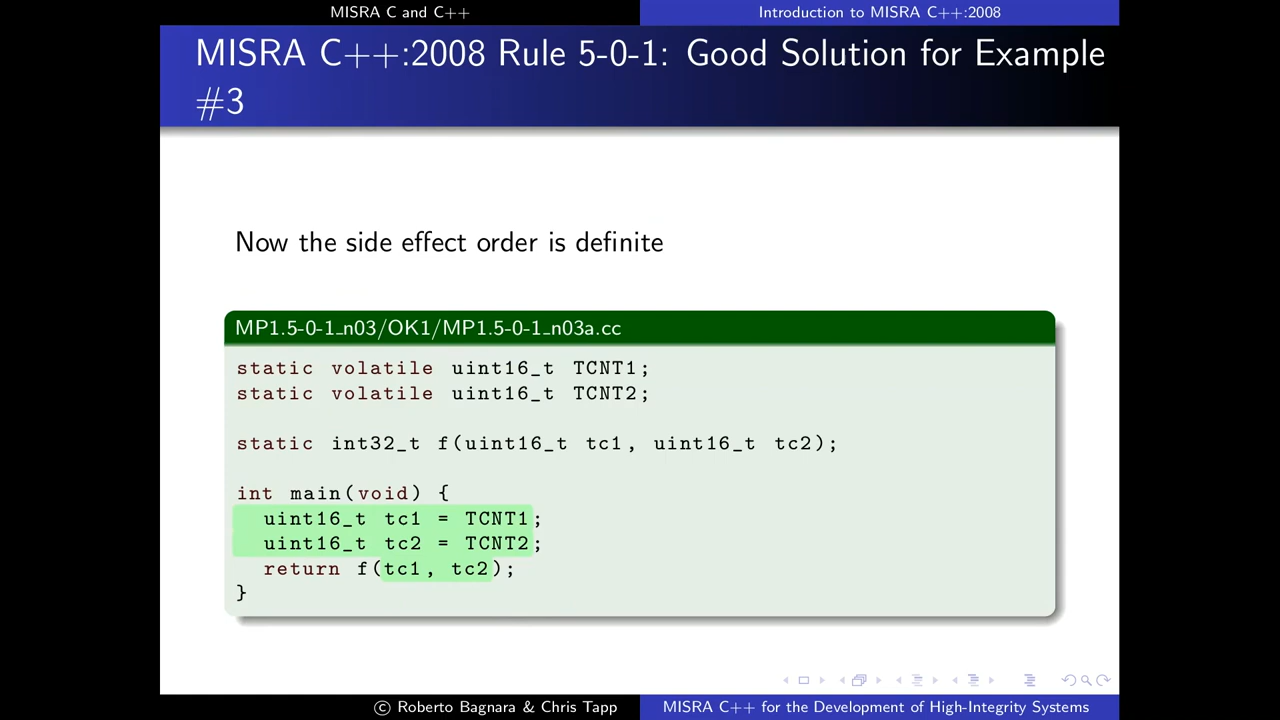 MISRA C and C++
Introduction to MISRA C++:2008
MISRA C++:2008 Rule 5-0-1: Good Solution for Example
#3
Now the side effect order is definite
MP1.5-0-1_n03/OK1/MP1.5-0-1_n03a.cc
static volatile uint16_t TCNT1;
static volatile uint16_t TCNT2;
static int32_t f(uint16_t tc1, uint16_t tc2);
int main(void) {
uint16_t tc1 = TCNT1;
uint16_t tc2 = TCNT2;
return f(tc1, tc2);
}
© Roberto Bagnara & Chris Tapp
MISRA C++ for the Development of High-Integrity Systems